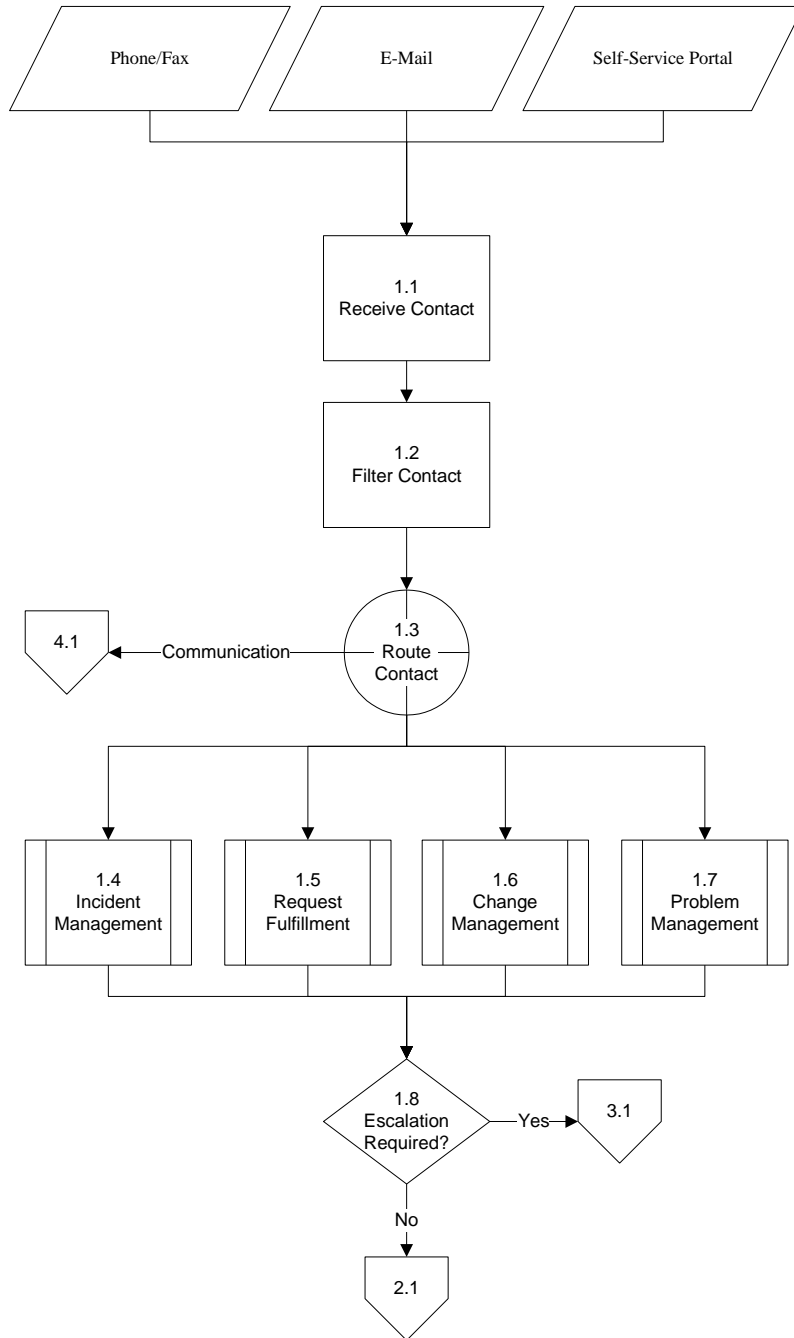 Phone/Fax
E-Mail
Self-Service Portal
1.1
Receive Contact
1.2
Filter Contact
1.3
Route
Contact
Communication
4.1
1.4
Incident
Management
1.5
Request
Fulfillment
1.6
Change
Management
1.7
Problem
Management
1.8
Escalation
Required?
Yes
3.1
No
2.1